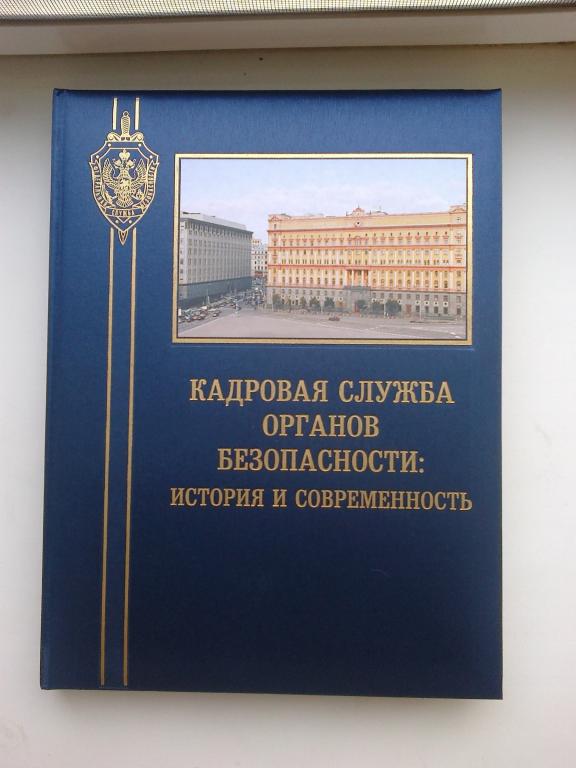 КАДРОВАЯ СЛУЖБА
ОРГАНОВ
БЕЗОПАСНОСТИ:
ИСТОРИЯ И СОВРЕМЕННОСТЬ